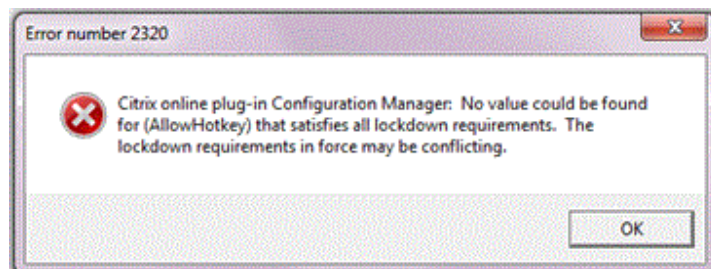 Error number 2320
Citrix online plug-in Configuration Manager: No value could be found
for (AllowHotkey) that satisfies all lockdown requirements. The
lockdown requirements in force may be conflicting.
OK